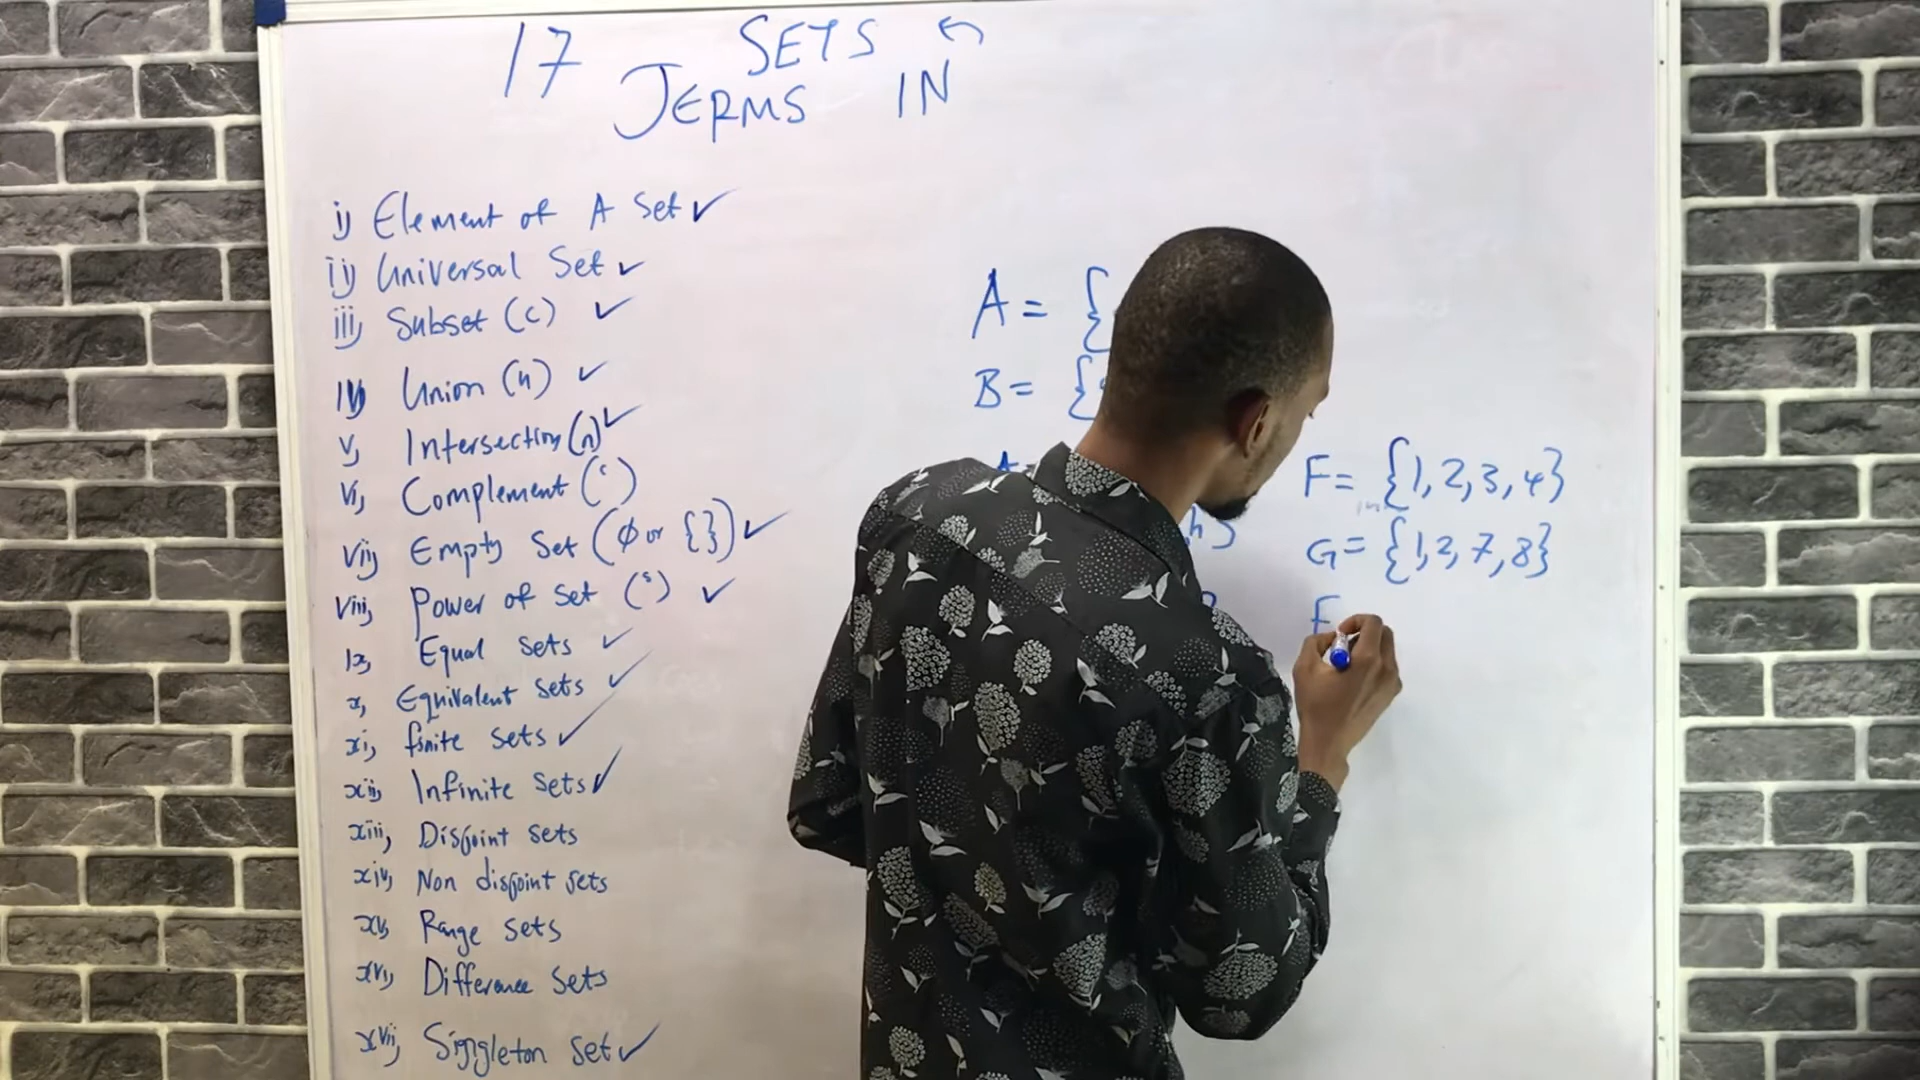 17 SETS
TERMS IN
i) Element of A Set ✓
ii) Universal Set ✓
iii) Subset (c) ✓
iv) Union (u) ✓
v) Intersection (n) ✓
vi) Complement (')
vii) Empty Set (ϕ or { }) ✓
viii) Power of set (s) ✓
ix) Equal sets ✓
x) Equivalent sets ✓
xi) finite sets ✓
xii) Infinite sets ✓
xiii) Disjoint sets
xiv) Non disjoint sets
xv) Range sets
xvi) Difference sets
xvii) Siggleton set ✓
A = {
B = {
, h}
F = {1, 2, 3, 4}
G = {1, 2, 7, 8}
F